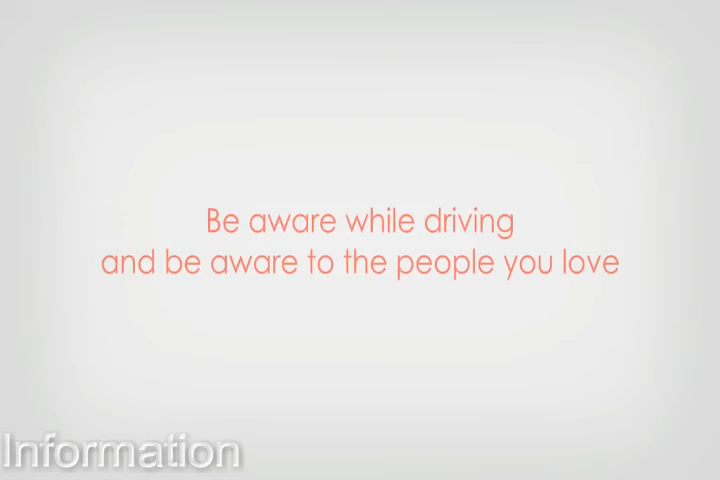 Be aware while driving
and be aware to the people you love
Information